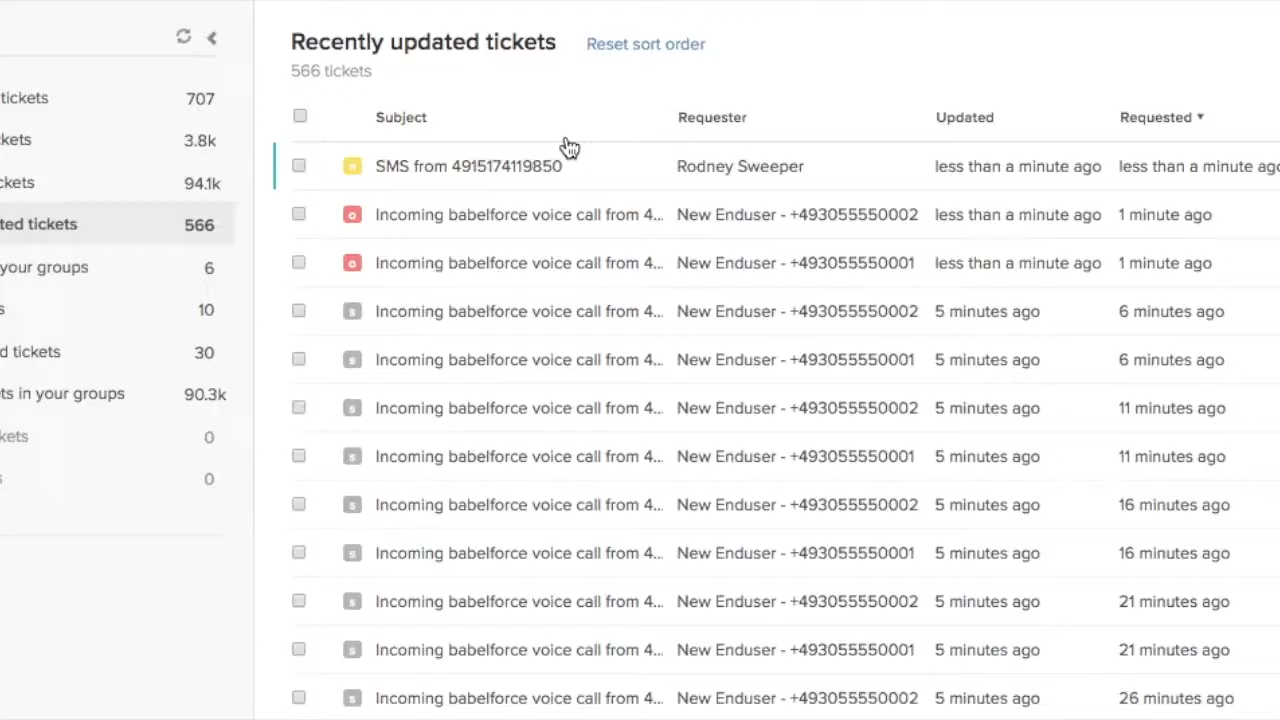 Recently updated tickets Reset sort order
566 tickets
tickets 707
kets 3.8k
ckets 94.1k
ted tickets 566
your groups 6
s 10
d tickets 30
ts in your groups 90.3k
kets 0
s 0
Subject Requester Updated Requested
n SMS from 4915174119850 Rodney Sweeper less than a minute ago less than a minute ago
o Incoming babelforce voice call from 4... New Enduser - +493055550002 less than a minute ago 1 minute ago
o Incoming babelforce voice call from 4... New Enduser - +493055550001 less than a minute ago 1 minute ago
s Incoming babelforce voice call from 4... New Enduser - +493055550002 5 minutes ago 6 minutes ago
s Incoming babelforce voice call from 4... New Enduser - +493055550001 5 minutes ago 6 minutes ago
s Incoming babelforce voice call from 4... New Enduser - +493055550002 5 minutes ago 11 minutes ago
s Incoming babelforce voice call from 4... New Enduser - +493055550001 5 minutes ago 11 minutes ago
s Incoming babelforce voice call from 4... New Enduser - +493055550002 5 minutes ago 16 minutes ago
s Incoming babelforce voice call from 4... New Enduser - +493055550001 5 minutes ago 16 minutes ago
s Incoming babelforce voice call from 4... New Enduser - +493055550002 5 minutes ago 21 minutes ago
s Incoming babelforce voice call from 4... New Enduser - +493055550001 5 minutes ago 21 minutes ago
s Incoming babelforce voice call from 4... New Enduser - +493055550002 5 minutes ago 26 minutes ago